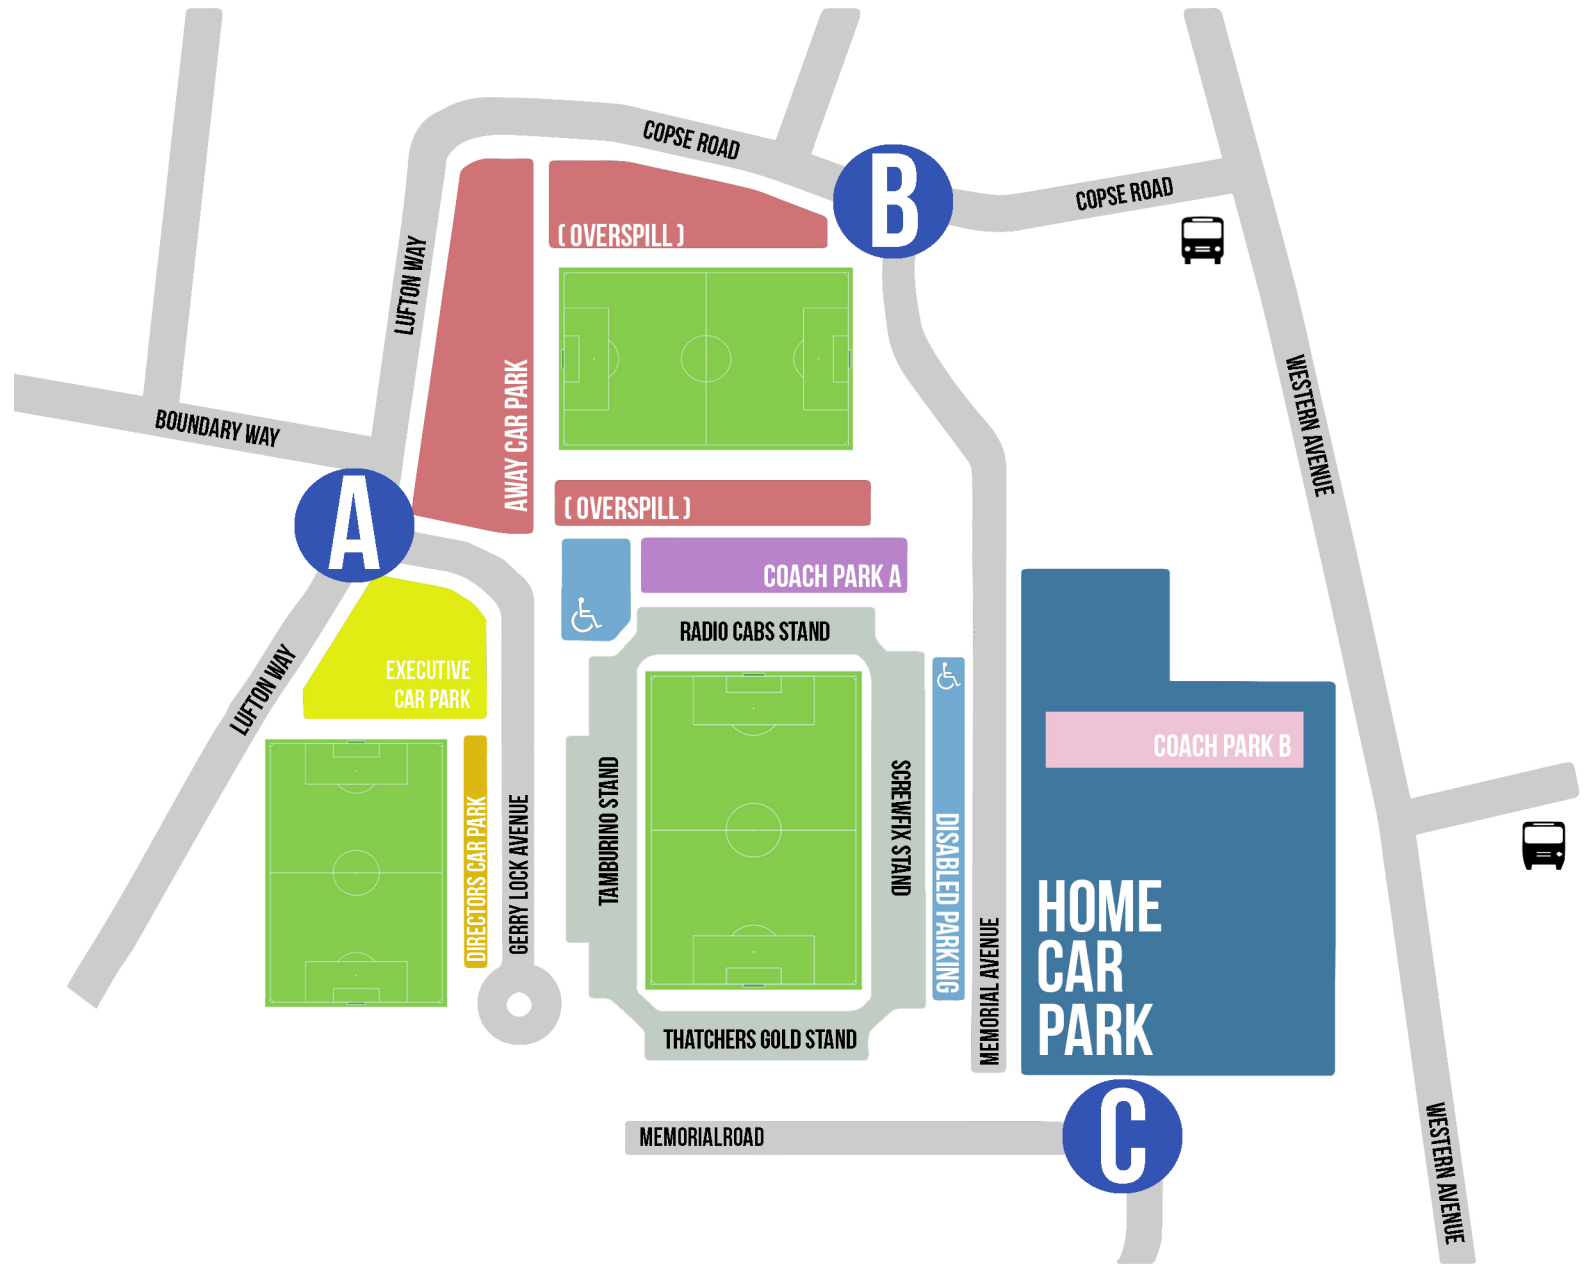 COPSE ROAD
B
COPSE ROAD
( OVERSPILL )
LUFTON WAY
AWAY CAR PARK
WESTERN AVENUE
BOUNDARY WAY
A
( OVERSPILL )
COACH PARK A
RADIO CABS STAND
EXECUTIVE
CAR PARK
LUFTON WAY
COACH PARK B
TAMBURINO STAND
SCREWFIX STAND
DIRECTORS CAR PARK
GERRY LOCK AVENUE
DISABLED PARKING
MEMORIAL AVENUE
HOME
CAR
PARK
THATCHERS GOLD STAND
MEMORIALROAD
C
WESTERN AVENUE